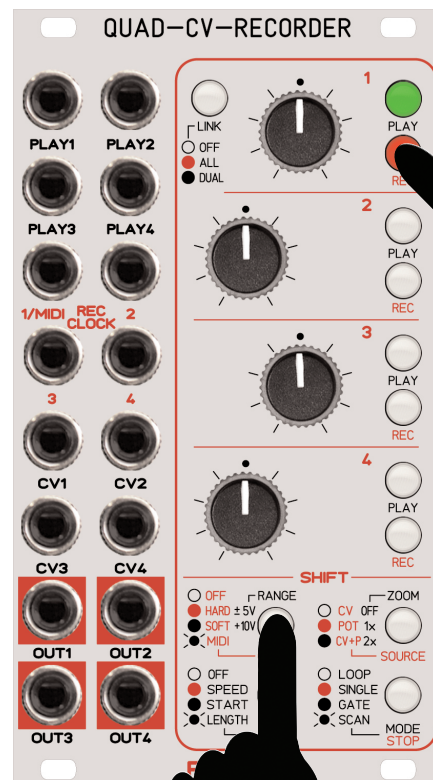 QUAD-CV-RECORDER
PLAY1 PLAY2
PLAY3 PLAY4
1/MIDI REC CLOCK 2
3 4
CV1 CV2
CV3 CV4
OUT1 OUT2
OUT3 OUT4
LINK
OFF
ALL
DUAL
1
PLAY
2
PLAY
REC
3
PLAY
REC
4
PLAY
REC
SHIFT
OFF RANGE
HARD ± 5V
SOFT +10V
MIDI
CV OFF ZOOM
POT 1x
CV+P 2x
SOURCE
OFF
SPEED
START
LENGTH
LOOP
SINGLE
GATE
SCAN
MODE
STOP